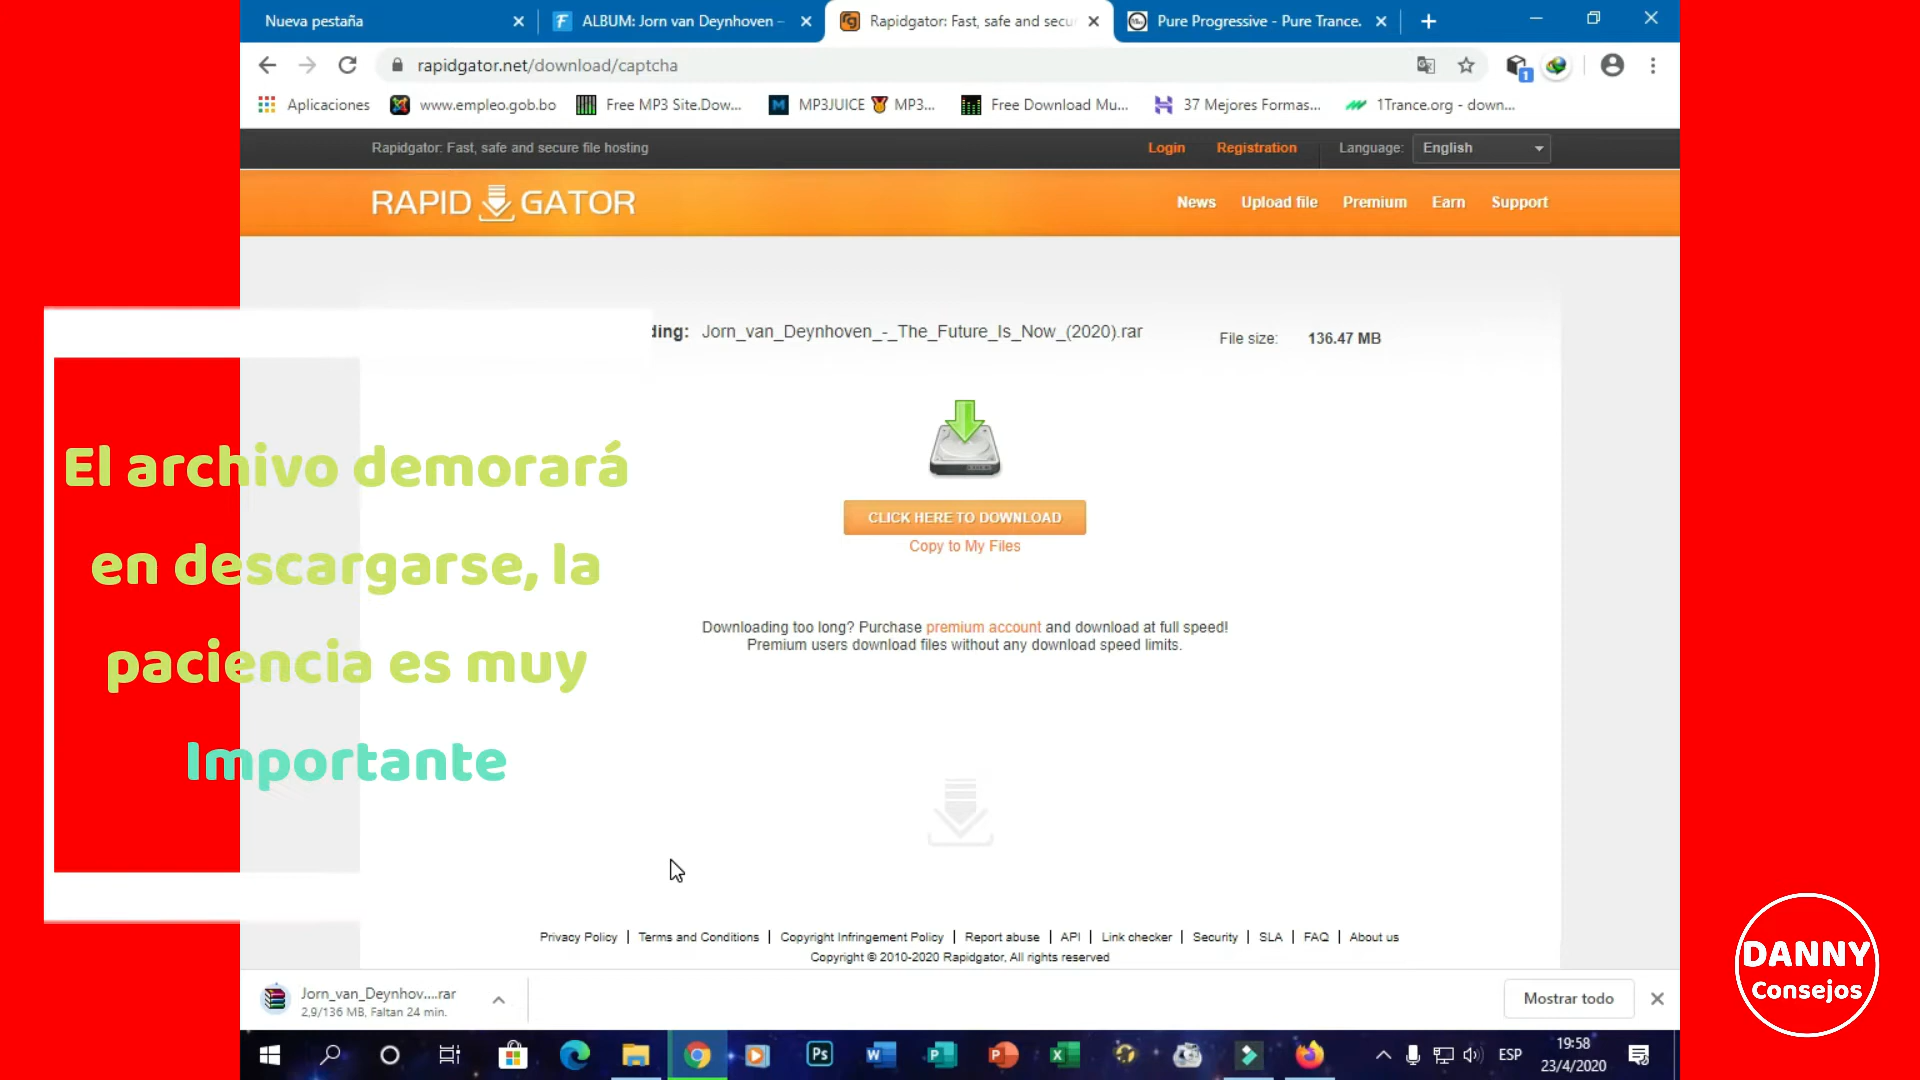 Nueva pestaña
ALBUM: Jorn van Deynhoven -
Rapidgator: Fast, safe and secu
Pure Progressive - Pure Trance.
rapidgator.net/download/captcha
1
Aplicaciones
www.empleo.gob.bo
Free MP3 Site.Dow...
MP3JUICE MP3...
Free Download Mu...
37 Mejores Formas...
1Trance.org - down...
Rapidgator: Fast, safe and secure file hosting
Login
Registration
Language:
English
RAPID GATOR
News
Upload file
Premium
Earn
Support
ding: Jorn_van_Deynhoven_-_The_Future_Is_Now_(2020).rar
File size: 136.47 MB
El archivo demorará
en descargarse, la
paciencia es muy
Importante
CLICK HERE TO DOWNLOAD
Copy to My Files
Downloading too long? Purchase premium account and download at full speed!
Premium users download files without any download speed limits.
Privacy Policy | Terms and Conditions | Copyright Infringement Policy | Report abuse | API | Link checker | Security | SLA | FAQ | About us
Copyright © 2010-2020 Rapidgator, All rights reserved
DANNY
Consejos
Jorn_van_Deynhov....rar
2,9/136 MB, Faltan 24 min.
Mostrar todo
ESP
19:58
23/4/2020